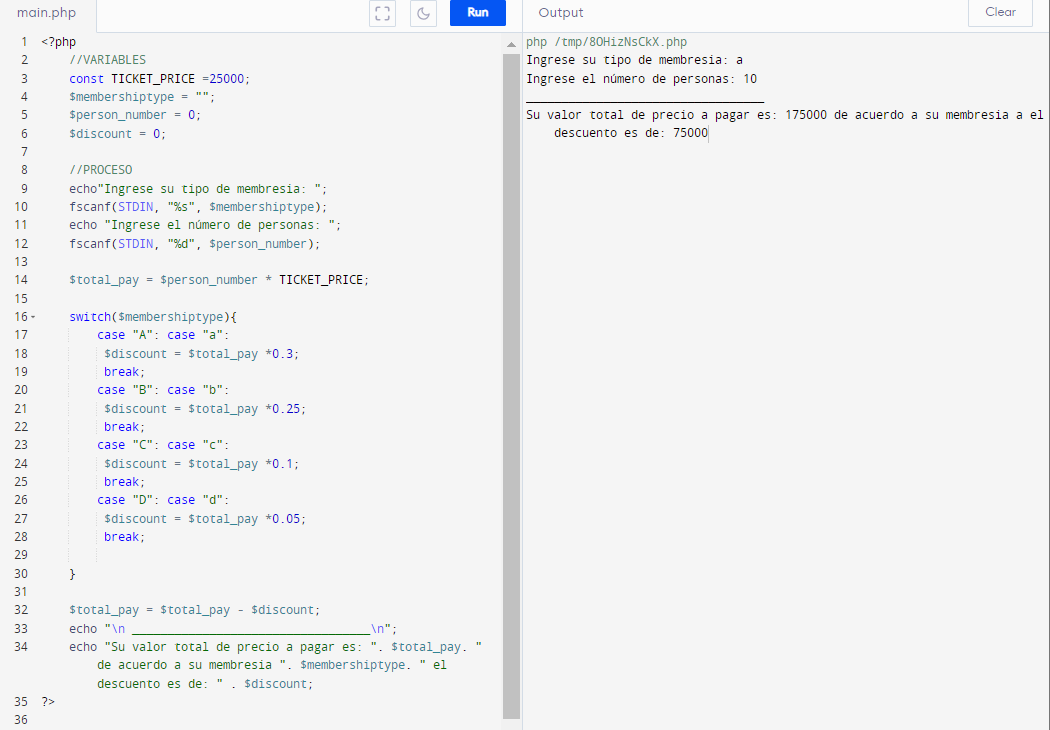 main.php
Run
Output
Clear
1 <?php
2 //VARIABLES
3 const TICKET_PRICE =25000;
4 $membershiptype = "";
5 $person_number = 0;
6 $discount = 0;
7
8 //PROCESO
9 echo"Ingrese su tipo de membresia: ";
10 fscanf(STDIN, "%s", $membershiptype);
11 echo "Ingrese el número de personas: ";
12 fscanf(STDIN, "%d", $person_number);
13
14 $total_pay = $person_number * TICKET_PRICE;
15
16 switch($membershiptype){
17 case "A": case "a":
18 $discount = $total_pay *0.3;
19 break;
20 case "B": case "b":
21 $discount = $total_pay *0.25;
22 break;
23 case "C": case "c":
24 $discount = $total_pay *0.1;
25 break;
26 case "D": case "d":
27 $discount = $total_pay *0.05;
28 break;
29
30 }
31
32 $total_pay = $total_pay - $discount;
33 echo "\n __________________________________\n";
34 echo "Su valor total de precio a pagar es: ". $total_pay. "
de acuerdo a su membresia ". $membershiptype. " el
descuento es de: " . $discount;
35 ?>
36
php /tmp/8OHizNsCkX.php
Ingrese su tipo de membresia: a
Ingrese el número de personas: 10
__________________________________
Su valor total de precio a pagar es: 175000 de acuerdo a su membresia a el
descuento es de: 75000